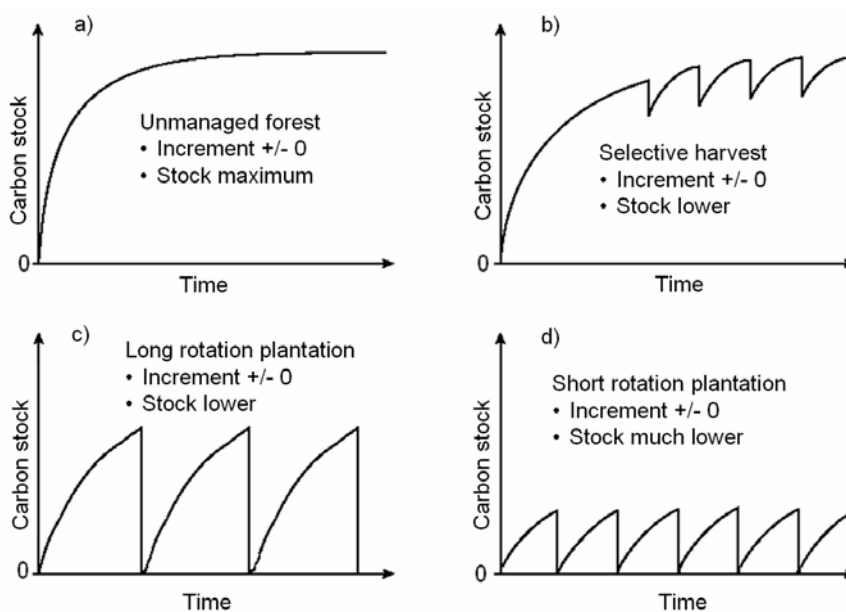 a)
Carbon stock
Unmanaged forest
• Increment +/- 0
• Stock maximum
0
Time
b)
Carbon stock
Selective harvest
• Increment +/- 0
• Stock lower
0
Time
c)
Carbon stock
Long rotation plantation
• Increment +/- 0
• Stock lower
0
Time
d)
Carbon stock
Short rotation plantation
• Increment +/- 0
• Stock much lower
0
Time